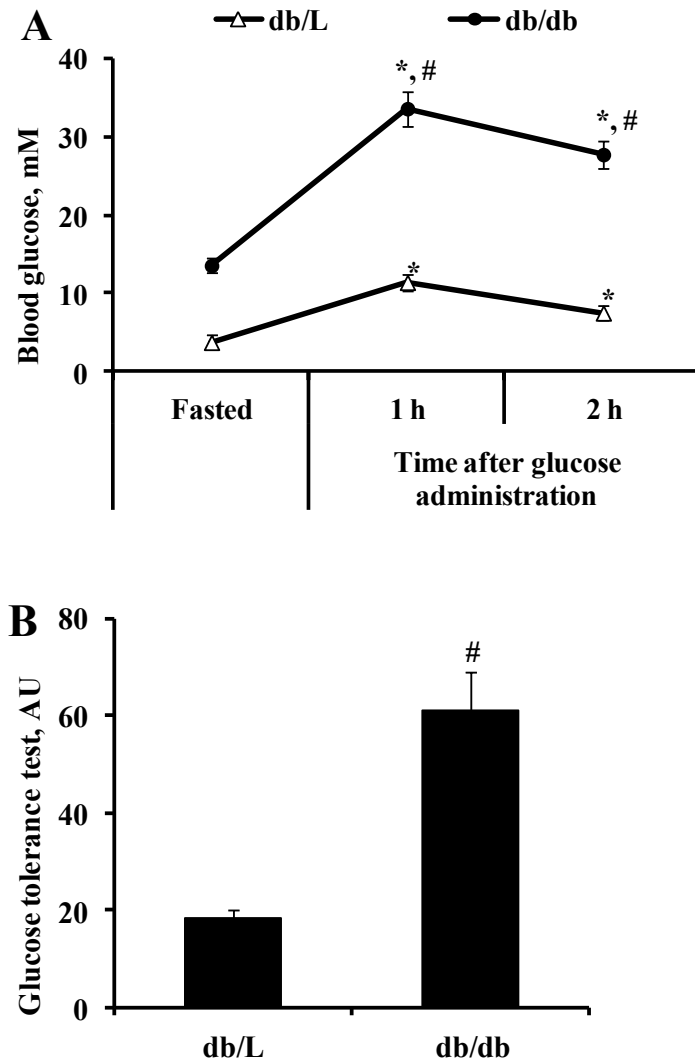 A
db/L
db/db
Blood glucose, mM
40
30
20
10
0
*, #
*, #
*
*
Fasted
1 h
2 h
Time after glucose
administration
B
Glucose tolerance test, AU
80
60
40
20
0
#
db/L
db/db